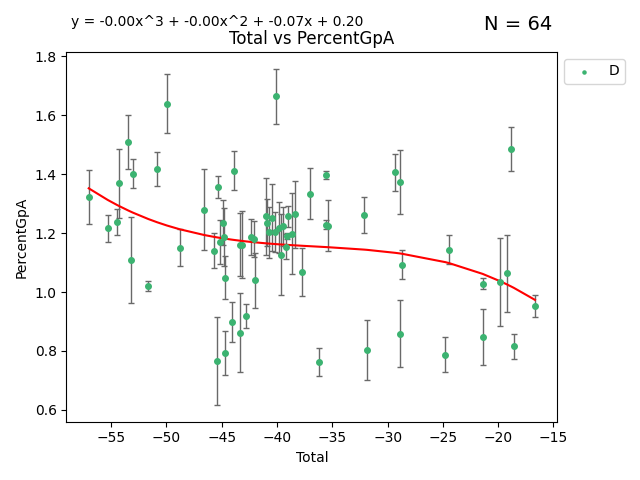 y = -0.00x^3 + -0.00x^2 + -0.07x + 0.20
N = 64
Total vs PercentGpA
D
PercentGpA
1.8
1.6
1.4
1.2
1.0
0.8
0.6
−55 −50 −45 −40 −35 −30 −25 −20 −15
Total